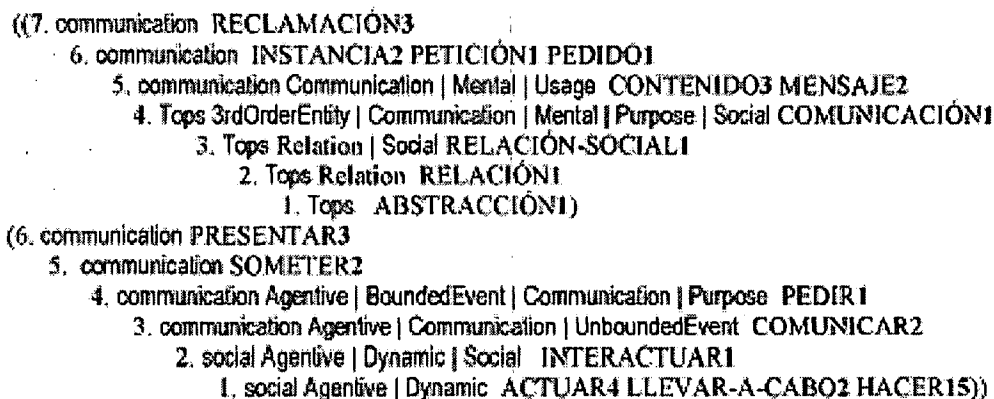 ((7. communication RECLAMACIÓN3
6. communication INSTANCIA2 PETICIÓN1 PEDIDO1
5. communication Communication | Mental | Usage CONTENIDO3 MENSAJE2
4. Tops 3rdOrderEntity | Communication | Mental | Purpose | Social COMUNICACIÓN1
3. Tops Relation | Social RELACIÓN-SOCIAL1
2. Tops Relation RELACIÓN1
1. Tops ABSTRACCIÓN1)
(6. communication PRESENTAR3
5. communication SOMETER2
4. communication Agentive | BoundedEvent | Communication | Purpose PEDIR1
3. communication Agentive | Communication | UnboundedEvent COMUNICAR2
2. social Agentive | Dynamic | Social INTERACTUAR1
1. social Agentive | Dynamic ACTUAR4 LLEVAR-A-CABO2 HACER15))